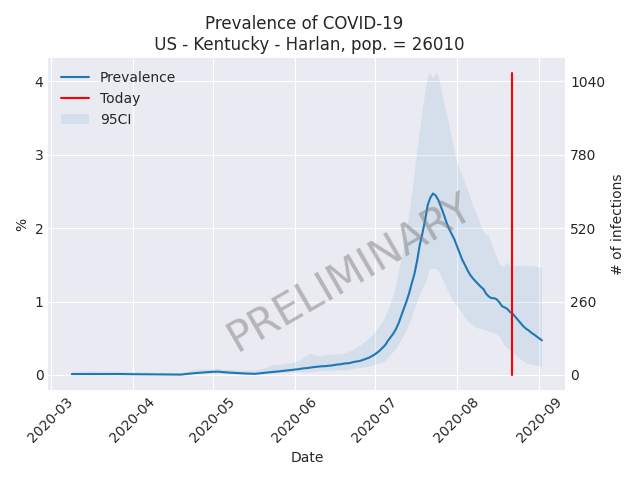 Prevalence of COVID-19
US - Kentucky - Harlan, pop. = 26010
Prevalence
Today
95CI
PRELIMINARY
4
3
2
1
0
%
1040
780
520
260
0
# of infections
2020-03
2020-04
2020-05
2020-06
2020-07
2020-08
2020-09
Date